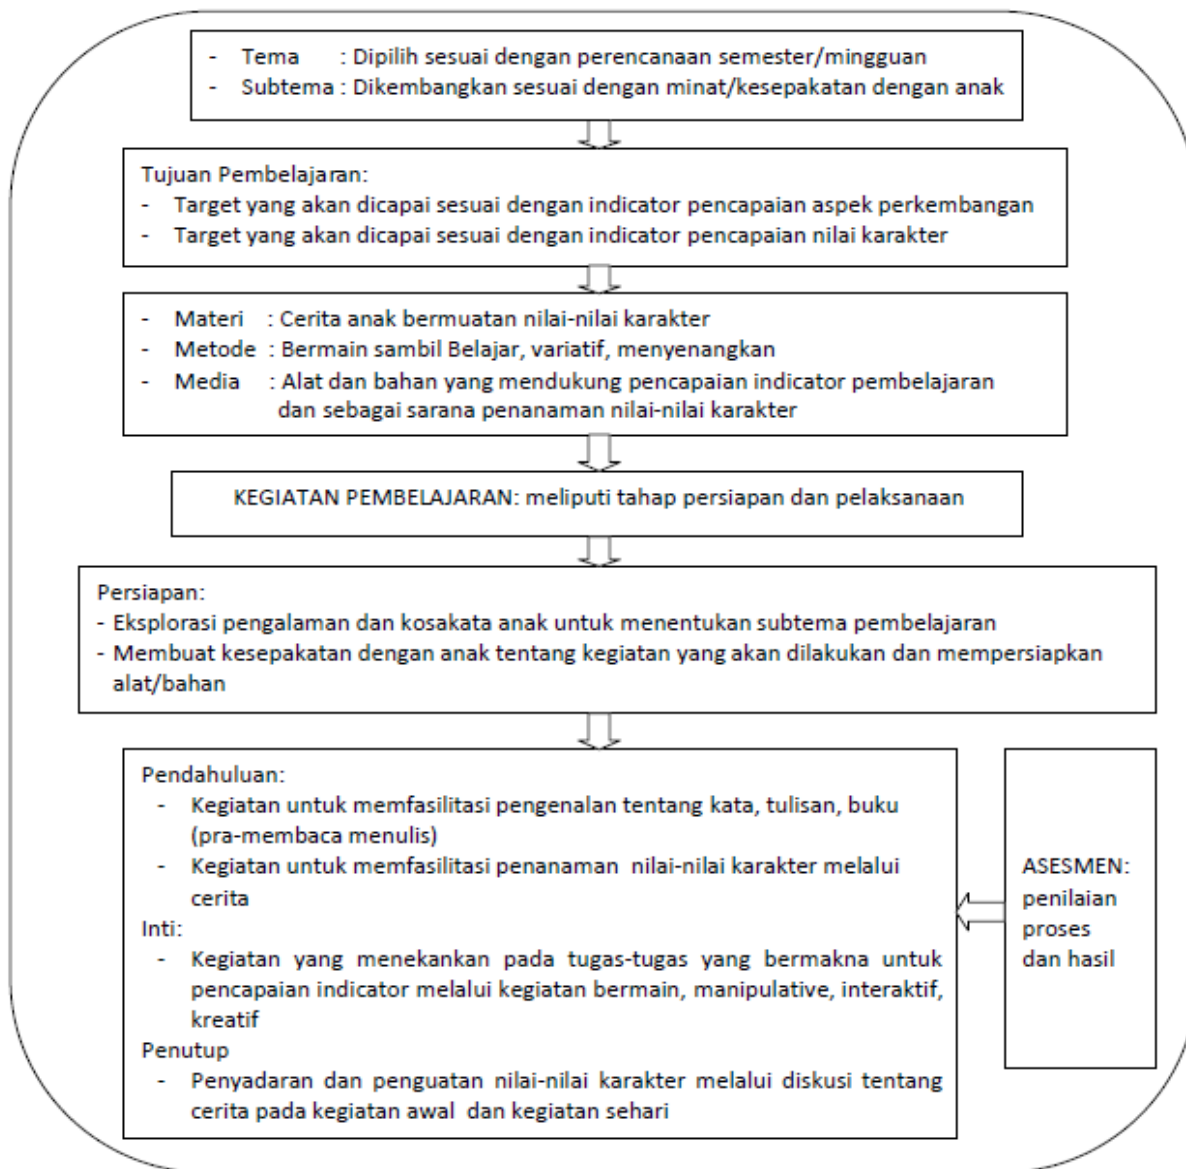 - Tema : Dipilih sesuai dengan perencanaan semester/mingguan
- Subtema : Dikembangkan sesuai dengan minat/kesepakatan dengan anak
Tujuan Pembelajaran:
- Target yang akan dicapai sesuai dengan indicator pencapaian aspek perkembangan
- Target yang akan dicapai sesuai dengan indicator pencapaian nilai karakter
- Materi : Cerita anak bermuatan nilai-nilai karakter
- Metode : Bermain sambil Belajar, variatif, menyenangkan
- Media : Alat dan bahan yang mendukung pencapaian indicator pembelajaran
dan sebagai sarana penanaman nilai-nilai karakter
KEGIATAN PEMBELAJARAN: meliputi tahap persiapan dan pelaksanaan
Persiapan:
- Eksplorasi pengalaman dan kosakata anak untuk menentukan subtema pembelajaran
- Membuat kesepakatan dengan anak tentang kegiatan yang akan dilakukan dan mempersiapkan
alat/bahan
Pendahuluan:
- Kegiatan untuk memfasilitasi pengenalan tentang kata, tulisan, buku
(pra-membaca menulis)
- Kegiatan untuk memfasilitasi penanaman nilai-nilai karakter melalui
cerita
Inti:
- Kegiatan yang menekankan pada tugas-tugas yang bermakna untuk
pencapaian indicator melalui kegiatan bermain, manipulative, interaktif,
kreatif
Penutup
- Penyadaran dan penguatan nilai-nilai karakter melalui diskusi tentang
cerita pada kegiatan awal dan kegiatan sehari
ASESMEN:
penilaian
proses
dan hasil